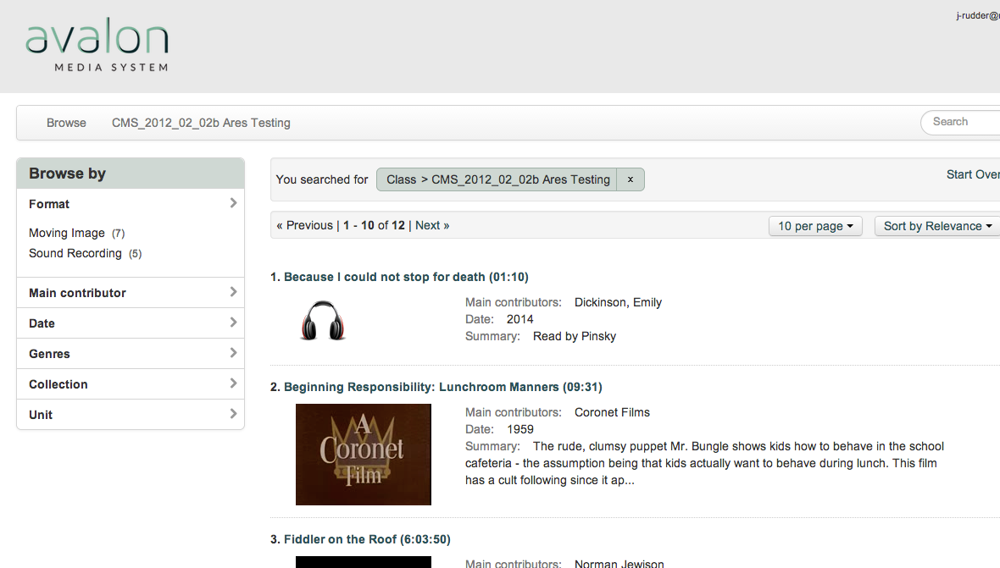 j-rudder@
avalon
MEDIA SYSTEM
Browse CMS_2012_02_02b Ares Testing Search
Browse by
Format
Moving Image (7)
Sound Recording (5)
Main contributor
Date
Genres
Collection
Unit
You searched for Class > CMS_2012_02_02b Ares Testing x Start Over
« Previous | 1 - 10 of 12 | Next » 10 per page Sort by Relevance
1. Because I could not stop for death (01:10)
Main contributors: Dickinson, Emily
Date: 2014
Summary: Read by Pinsky
2. Beginning Responsibility: Lunchroom Manners (09:31)
A
Coronet
Film
Main contributors: Coronet Films
Date: 1959
Summary: The rude, clumsy puppet Mr. Bungle shows kids how to behave in the school
cafeteria - the assumption being that kids actually want to behave during lunch. This film
has a cult following since it ap...
3. Fiddler on the Roof (6:03:50)
Main contributors: Norman Jewison